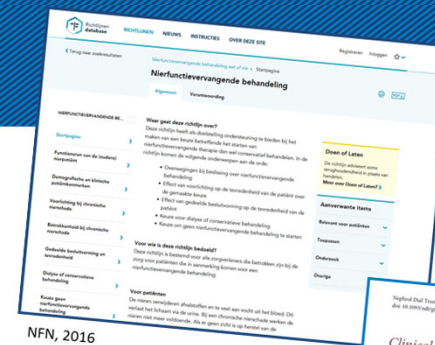 Richtlijnen
database
RICHTLIJNEN NIEUWS INSTRUCTIES OVER DEZE SITE
Registreren Inloggen
Terug naar zoekresultaten
Nierfunctievervangende behandeling wel of nie > Startpagina
Nierfunctievervangende behandeling
Algemeen Verantwoording
NIERFUNCTIEVERVANGENDE BE...
Startpagina
Functioneren van de (oudere)
nierpatiënt
Demografische en klinische
patiëntkenmerken
Voorlichting bij chronische
nierschade
Betrokkenheid bij chronische
nierschade
Gedeelde besluitvorming en
tevredenheid
Dialyse of conservatieve
behandeling
Keuze geen
nierfunctievervangende
behandeling
Waar gaat deze richtlijn over?
Deze richtlijn heeft als doelstelling ondersteuning te bieden bij het
maken van een keuze betreffende het starten van
nierfunctievervangende therapie dan wel conservatief behandelen. In de
richtlijn komen de volgende onderwerpen aan de orde:
• Overwegingen bij beslissing over nierfunctievervangende
behandeling
• Effect van voorlichting op de tevredenheid van de patiënt over
de gemaakte keuze
• Effect van gedeelde besluitvorming op de tevredenheid van de
patiënt
• Keuze voor dialyse of conservatieve behandeling
• Keuze om geen nierfunctievervangende behandeling te starten
Voor wie is deze richtlijn bedoeld?
Deze richtlijn is bestemd voor alle zorgverleners die betrokken zijn bij de
zorg voor patiënten die in aanmerking komen voor een
nierfunctievervangende behandeling.
Voor patiënten
De nieren verwijderen afvalstoffen en te veel aan vocht uit het bloed. Dit
verlaat het lichaam via de urine. Bij een chronische nierschade werken de
nieren niet meer voldoende. Als er geen zicht is op herstel van de
Doen of Laten
De richtlijn adviseert soms
terughoudendheid in plaats van
handelen.
Meer over Doen of Laten?
Aanverwante items
Relevant voor patiënten
Toepassen
Onderzoek
Overige
NFN, 2016
Nephrol Dial Tran
Clinical